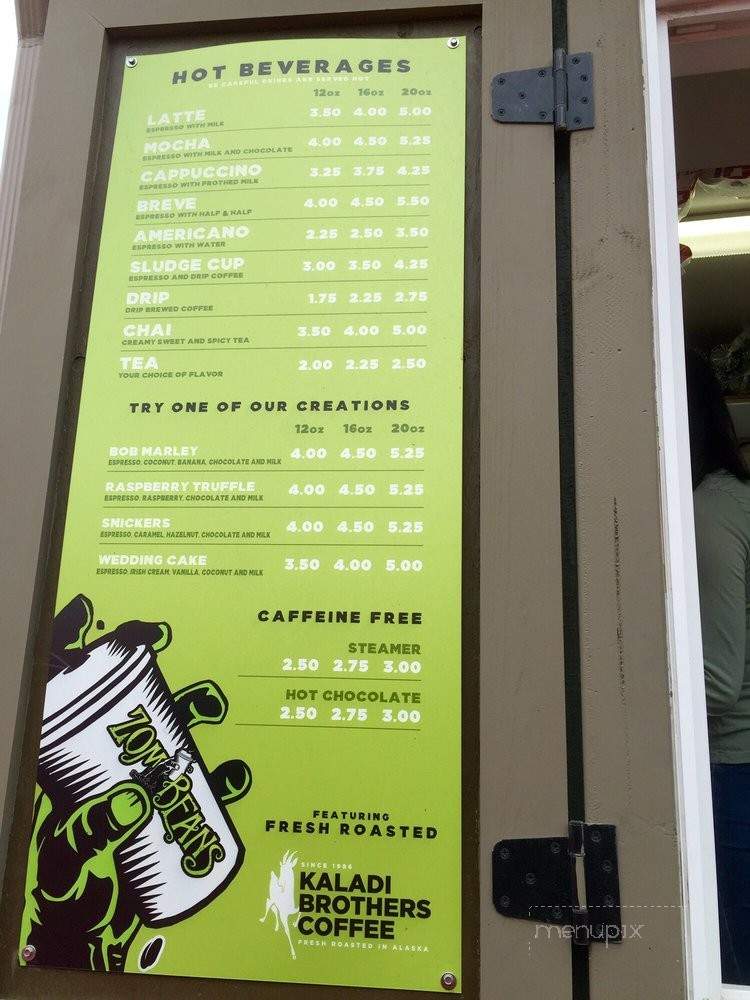 HOT BEVERAGES
BE CAREFUL DRINKS ARE SERVED HOT
12oz 16oz 20oz
LATTE 3.50 4.00 5.00
ESPRESSO WITH MILK
MOCHA 4.00 4.50 5.25
ESPRESSO WITH MILK AND CHOCOLATE
CAPPUCCINO 3.25 3.75 4.25
ESPRESSO WITH FROTHED MILK
BREVE 4.00 4.50 5.50
ESPRESSO WITH HALF & HALF
AMERICANO 2.25 2.50 3.50
ESPRESSO WITH WATER
SLUDGE CUP 3.00 3.50 4.25
ESPRESSO AND DRIP COFFEE
DRIP 1.75 2.25 2.75
DRIP BREWED COFFEE
CHAI 3.50 4.00 5.00
CREAMY SWEET AND SPICY TEA
TEA 2.00 2.25 2.50
YOUR CHOICE OF FLAVOR
TRY ONE OF OUR CREATIONS
12oz 16oz 20oz
BOB MARLEY 4.00 4.50 5.25
ESPRESSO, COCONUT, BANANA, CHOCOLATE AND MILK
RASPBERRY TRUFFLE 4.00 4.50 5.25
ESPRESSO, RASPBERRY, CHOCOLATE AND MILK
SNICKERS 4.00 4.50 5.25
ESPRESSO, CARAMEL, HAZELNUT, CHOCOLATE AND MILK
WEDDING CAKE 3.50 4.00 5.00
ESPRESSO, IRISH CREAM, VANILLA, COCONUT AND MILK
CAFFEINE FREE
STEAMER
2.50 2.75 3.00
HOT CHOCOLATE
2.50 2.75 3.00
ZOMBEANS
FEATURING
FRESH ROASTED
SINCE 1986
KALADI
BROTHERS
COFFEE
FRESH ROASTED IN ALASKA
menupix